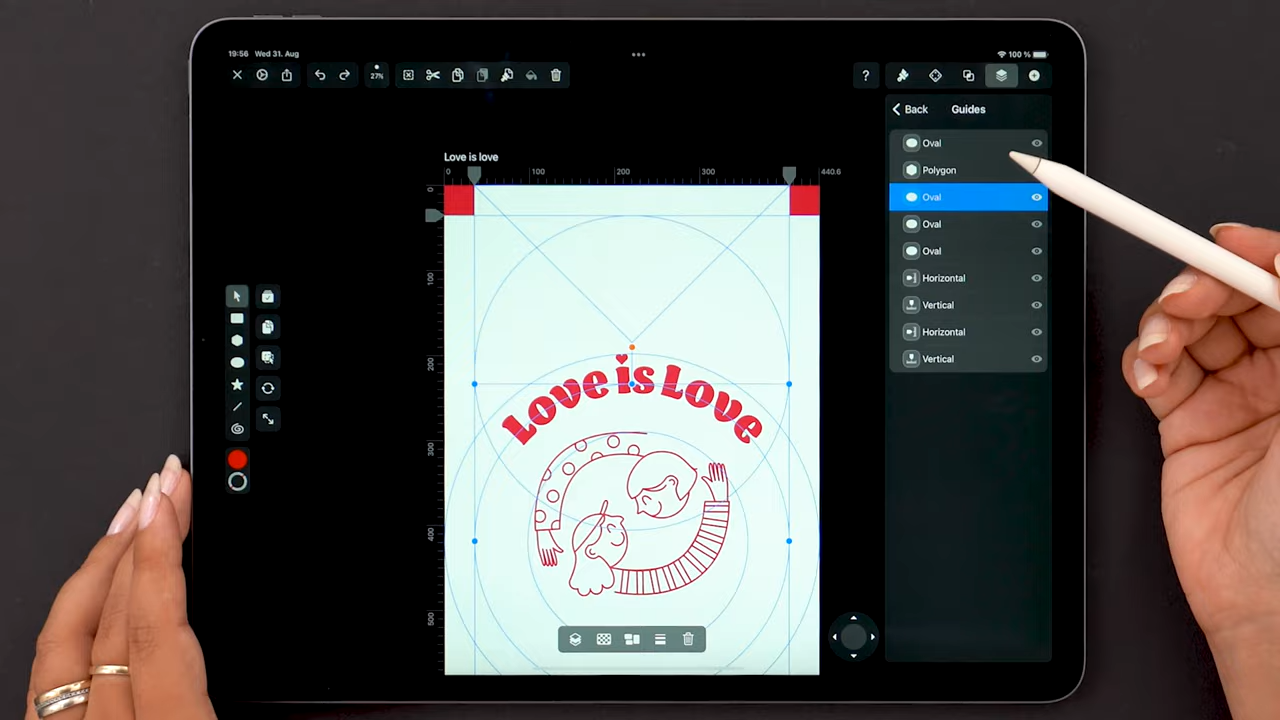 19:56 Wed 31. Aug
100 %
27%
?
Back Guides
Oval
Polygon
Oval
Oval
Oval
Horizontal
Vertical
Horizontal
Vertical
Love is love
0 100 200 300 440.6
0
100
200
300
400
500
Love is Love